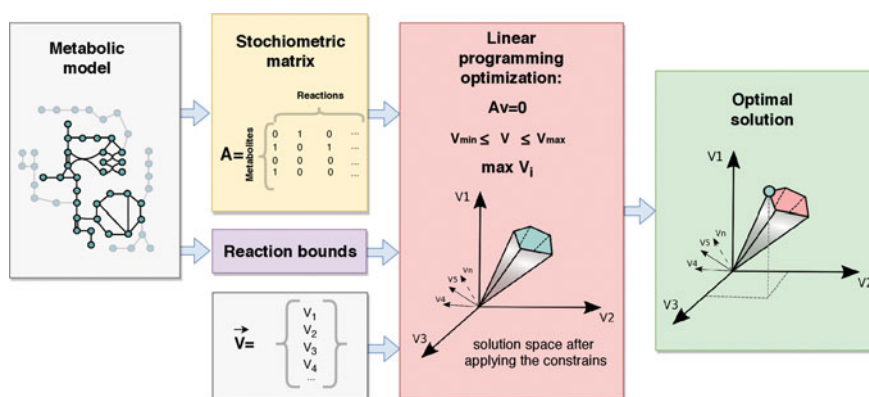 Metabolic
model
Stochiometric
matrix
Reactions
Metabolites
A=
0 1 0 ...
1 0 1 ...
0 0 0 ...
1 0 0 ...
Reaction bounds
V=
V1
V2
V3
V4
...
Linear
programming
optimization:
Av=0
Vmin ≤ V ≤ Vmax
max Vi
V1
Vn
V5
V4
V2
V3
solution space after
applying the constrains
Optimal
solution
V1
Vn
V5
V4
V2
V3